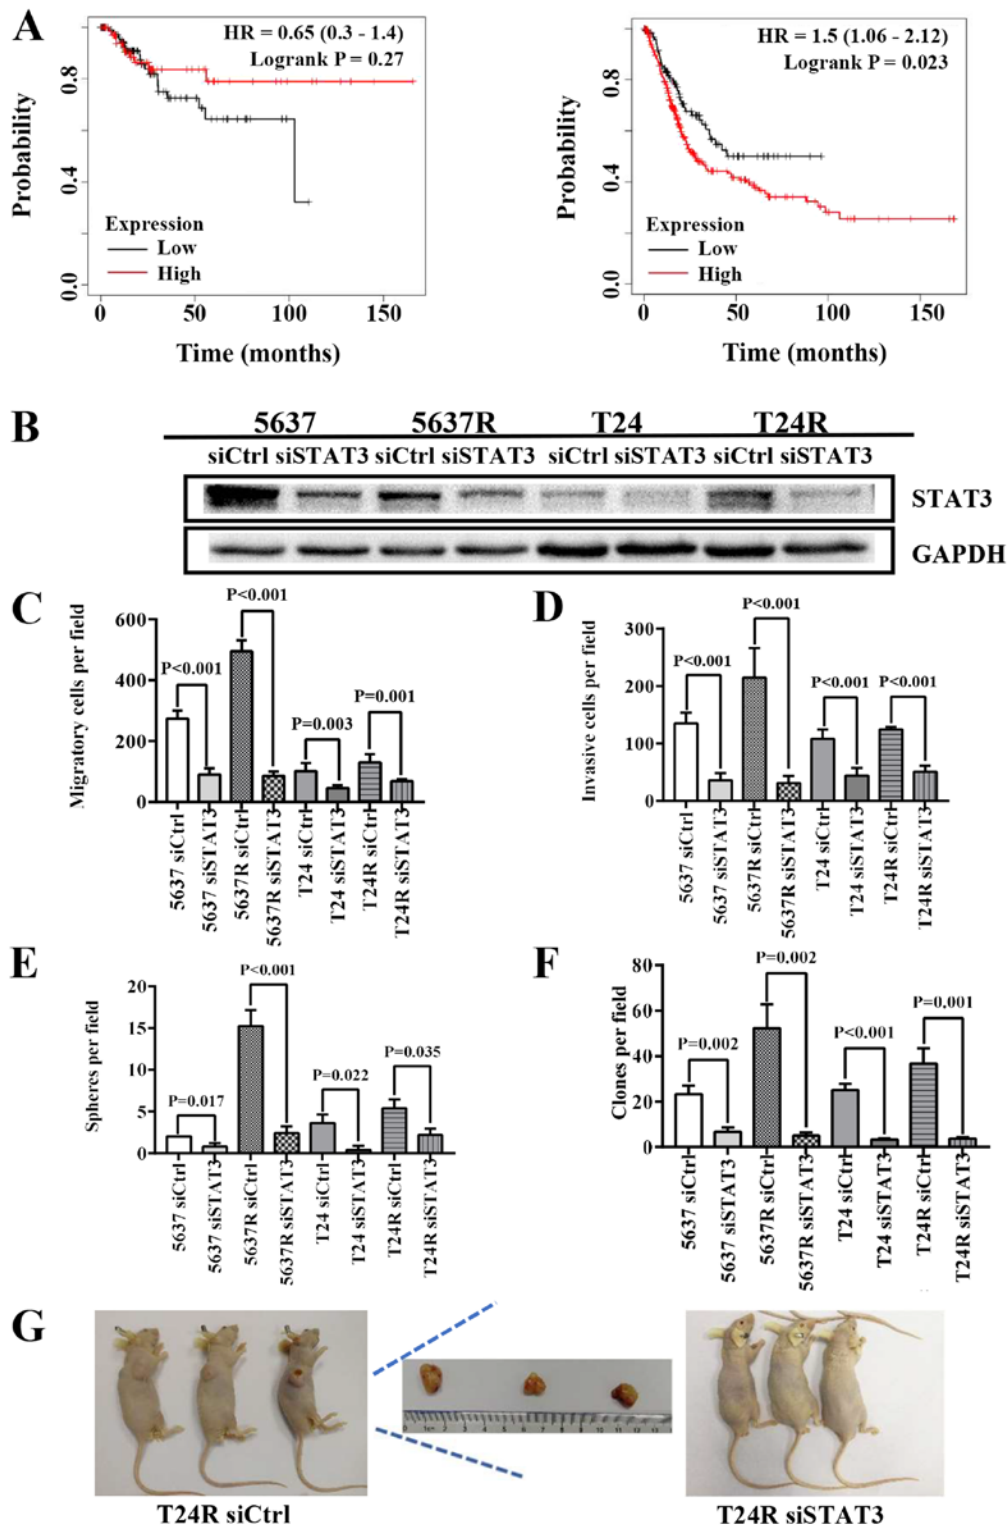 A
HR = 0.65 (0.3 - 1.4)
Logrank P = 0.27
Probability
0.8
0.4
0.0
Expression
Low
High
0 50 100 150
Time (months)
HR = 1.5 (1.06 - 2.12)
Logrank P = 0.023
Probability
0.8
0.4
0.0
Expression
Low
High
0 50 100 150
Time (months)
B
5637 5637R T24 T24R
siCtrl siSTAT3 siCtrl siSTAT3 siCtrl siSTAT3 siCtrl siSTAT3
STAT3
GAPDH
C
Migratory cells per field
600
400
200
0
P<0.001
P<0.001
P=0.003
P=0.001
5637 siCtrl
5637 siSTAT3
5637R siCtrl
5637R siSTAT3
T24 siCtrl
T24 siSTAT3
T24R siCtrl
T24R siSTAT3
D
Invasive cells per field
300
200
100
0
P<0.001
P<0.001
P<0.001
P<0.001
5637 siCtrl
5637 siSTAT3
5637R siCtrl
5637R siSTAT3
T24 siCtrl
T24 siSTAT3
T24R siCtrl
T24R siSTAT3
E
Spheres per field
20
15
10
5
0
P=0.017
P<0.001
P=0.022
P=0.035
5637 siCtrl
5637 siSTAT3
5637R siCtrl
5637R siSTAT3
T24 siCtrl
T24 siSTAT3
T24R siCtrl
T24R siSTAT3
F
Clones per field
80
60
40
20
0
P=0.002
P=0.002
P<0.001
P=0.001
5637 siCtrl
5637 siSTAT3
5637R siCtrl
5637R siSTAT3
T24 siCtrl
T24 siSTAT3
T24R siCtrl
T24R siSTAT3
G
T24R siCtrl
T24R siSTAT3